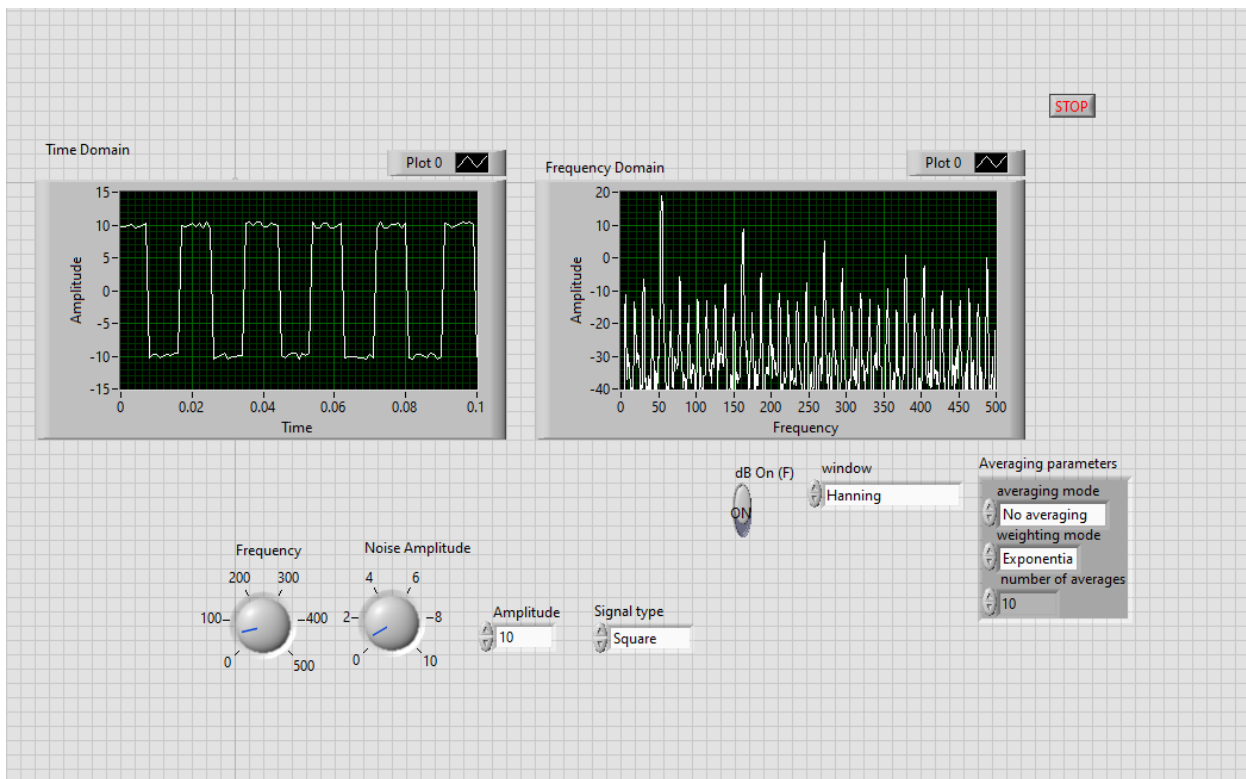 STOP
Time Domain
Plot 0
15
10
5
0
-5
-10
-15
Amplitude
0 0.02 0.04 0.06 0.08 0.1
Time
Frequency Domain
Plot 0
20
10
0
-10
-20
-30
-40
Amplitude
0 50 100 150 200 250 300 350 400 450 500
Frequency
dB On (F)
ON
window
Hanning
Averaging parameters
averaging mode
No averaging
weighting mode
Exponentia
number of averages
10
Frequency
0 100 200 300 400 500
Noise Amplitude
0 2 4 6 8 10
Amplitude
10
Signal type
Square